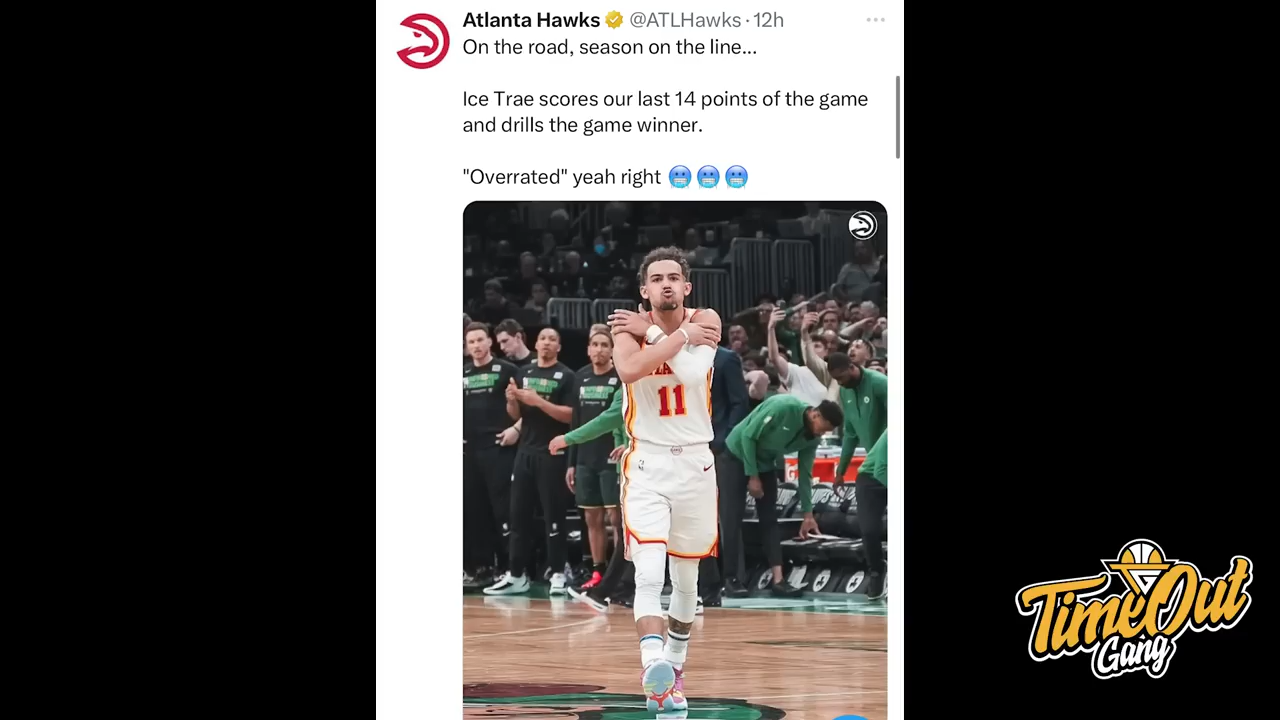 Atlanta Hawks @ATLHawks · 12h
On the road, season on the line...
Ice Trae scores our last 14 points of the game
and drills the game winner.
"Overrated" yeah right 🥶🥶🥶
11
TimeOut
Gang